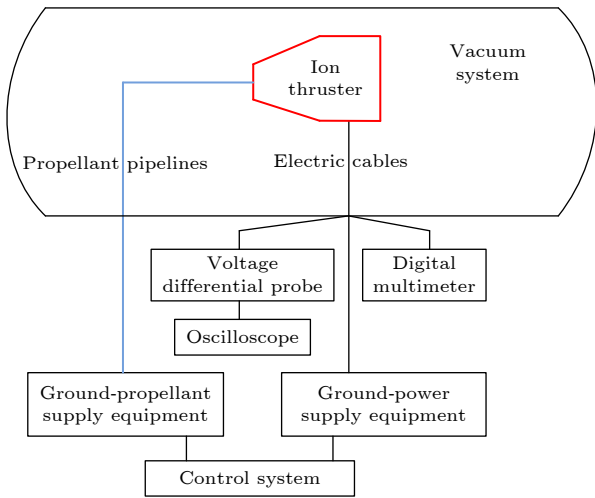 Ion
thruster
Vacuum
system
Propellant pipelines
Electric cables
Voltage
differential probe
Digital
multimeter
Oscilloscope
Ground-propellant
supply equipment
Ground-power
supply equipment
Control system